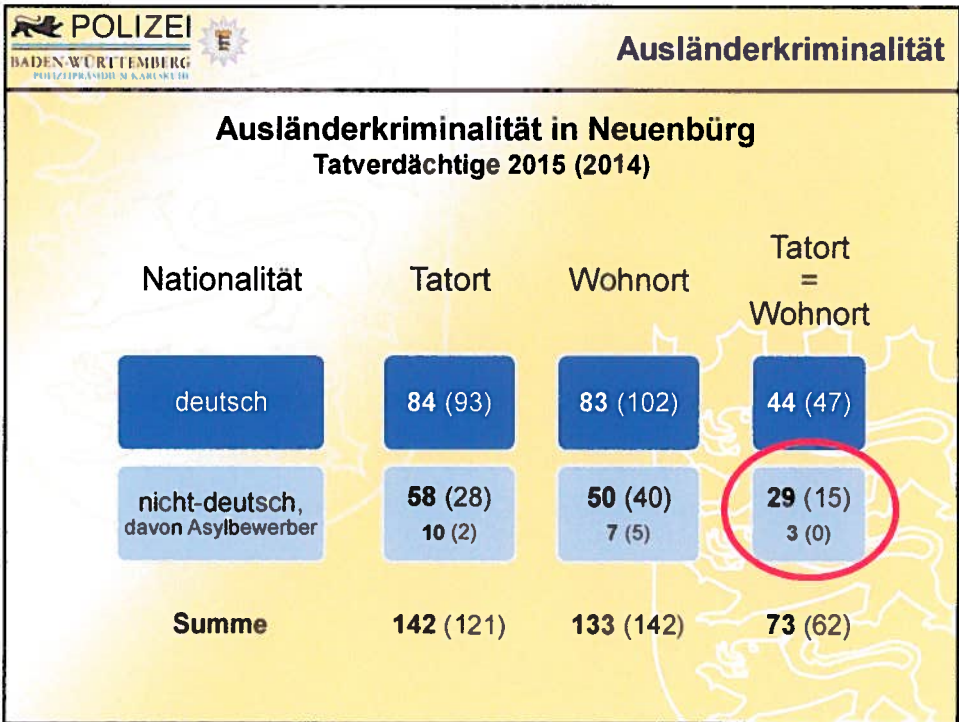 POLIZEI
BADEN-WÜRTTEMBERG
POLIZEIPRÄSIDIUM KARLSRUHE
Ausländerkriminalität
Ausländerkriminalität in Neuenbürg
Tatverdächtige 2015 (2014)
Nationalität Tatort Wohnort Tatort
=
Wohnort
deutsch 84 (93) 83 (102) 44 (47)
nicht-deutsch, 58 (28) 50 (40) 29 (15)
davon Asylbewerber 10 (2) 7 (5) 3 (0)
Summe 142 (121) 133 (142) 73 (62)